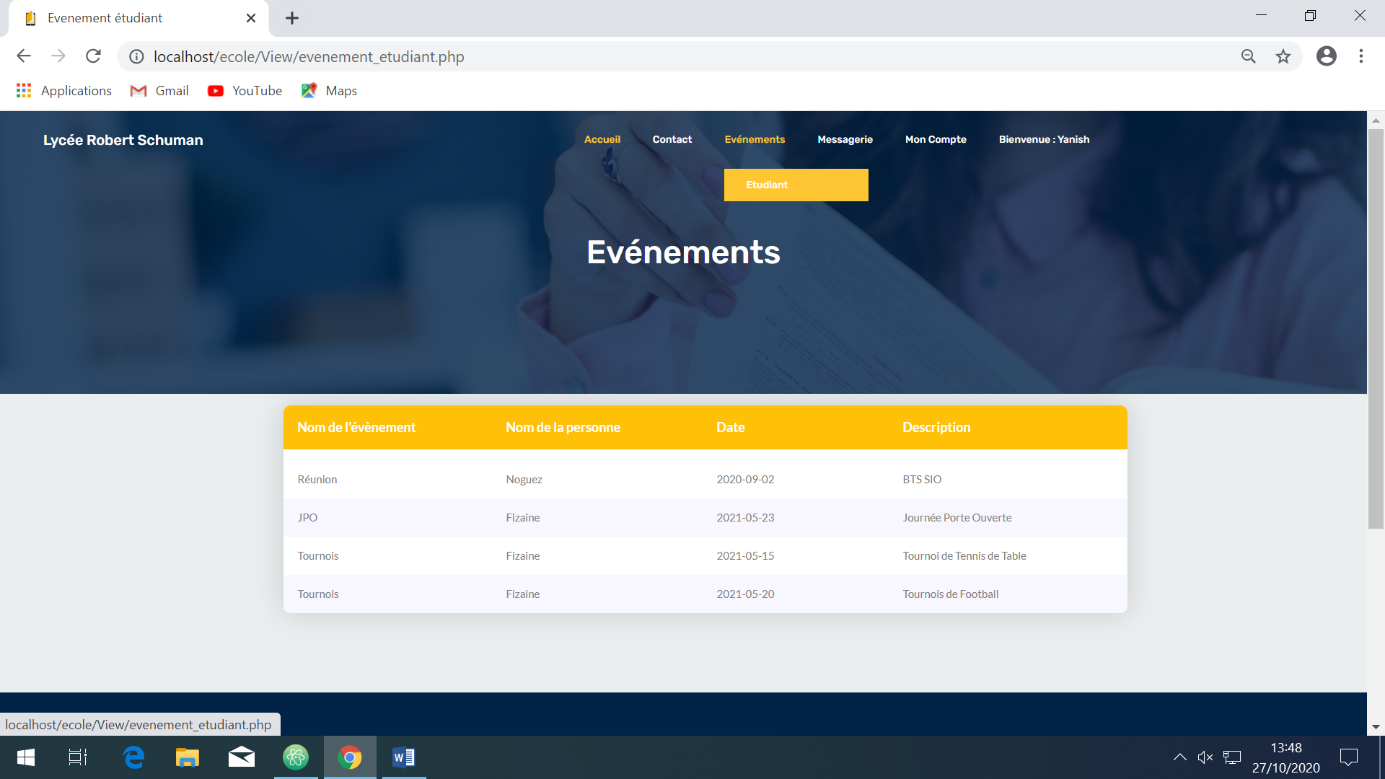 Evenement étudiant
localhost/ecole/View/evenement_etudiant.php
Applications Gmail YouTube Maps
Lycée Robert Schuman Accueil Contact Evénements Messagerie Mon Compte Bienvenue : Yanish
Etudiant
Evénements
Nom de l'évènement Nom de la personne Date Description
Réunion Noguez 2020-09-02 BTS SIO
JPO Fizaine 2021-05-23 Journée Porte Ouverte
Tournois Fizaine 2021-05-15 Tournoi de Tennis de Table
Tournois Fizaine 2021-05-20 Tournois de Football
localhost/ecole/View/evenement_etudiant.php
13:48
27/10/2020